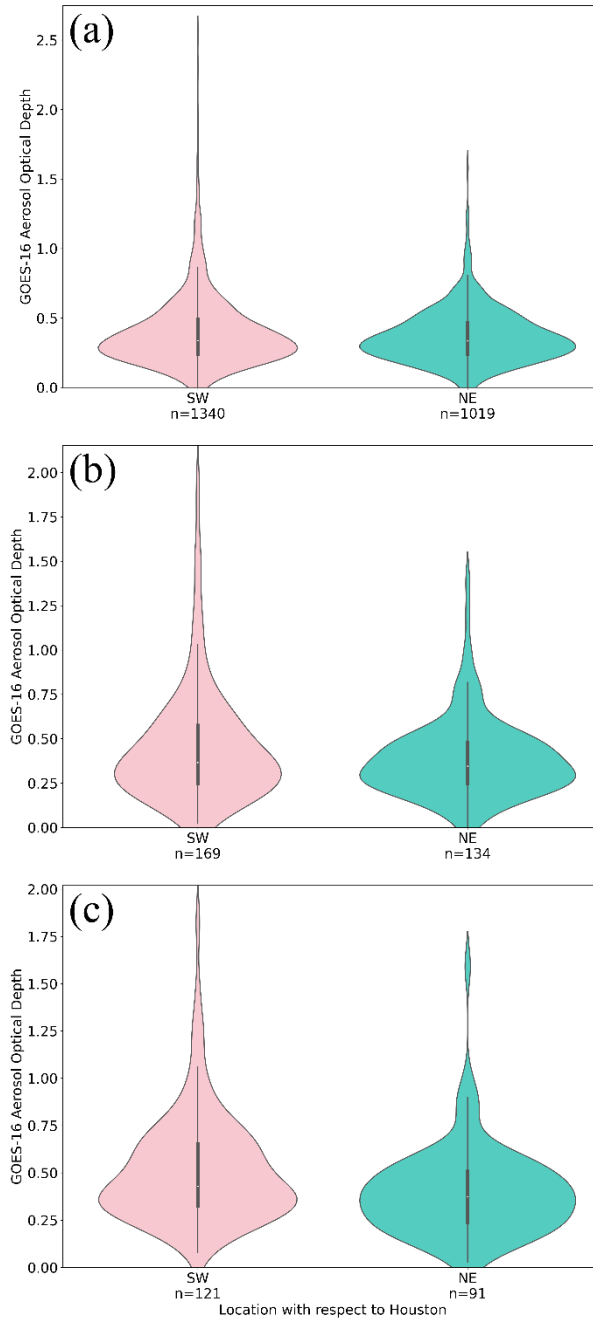 (a)
GOES-16 Aerosol Optical Depth
2.5
2.0
1.5
1.0
0.5
0.0
SW NE
n=1340 n=1019
(b)
GOES-16 Aerosol Optical Depth
2.00
1.75
1.50
1.25
1.00
0.75
0.50
0.25
0.00
SW NE
n=169 n=134
(c)
GOES-16 Aerosol Optical Depth
2.00
1.75
1.50
1.25
1.00
0.75
0.50
0.25
0.00
SW NE
n=121 n=91
Location with respect to Houston